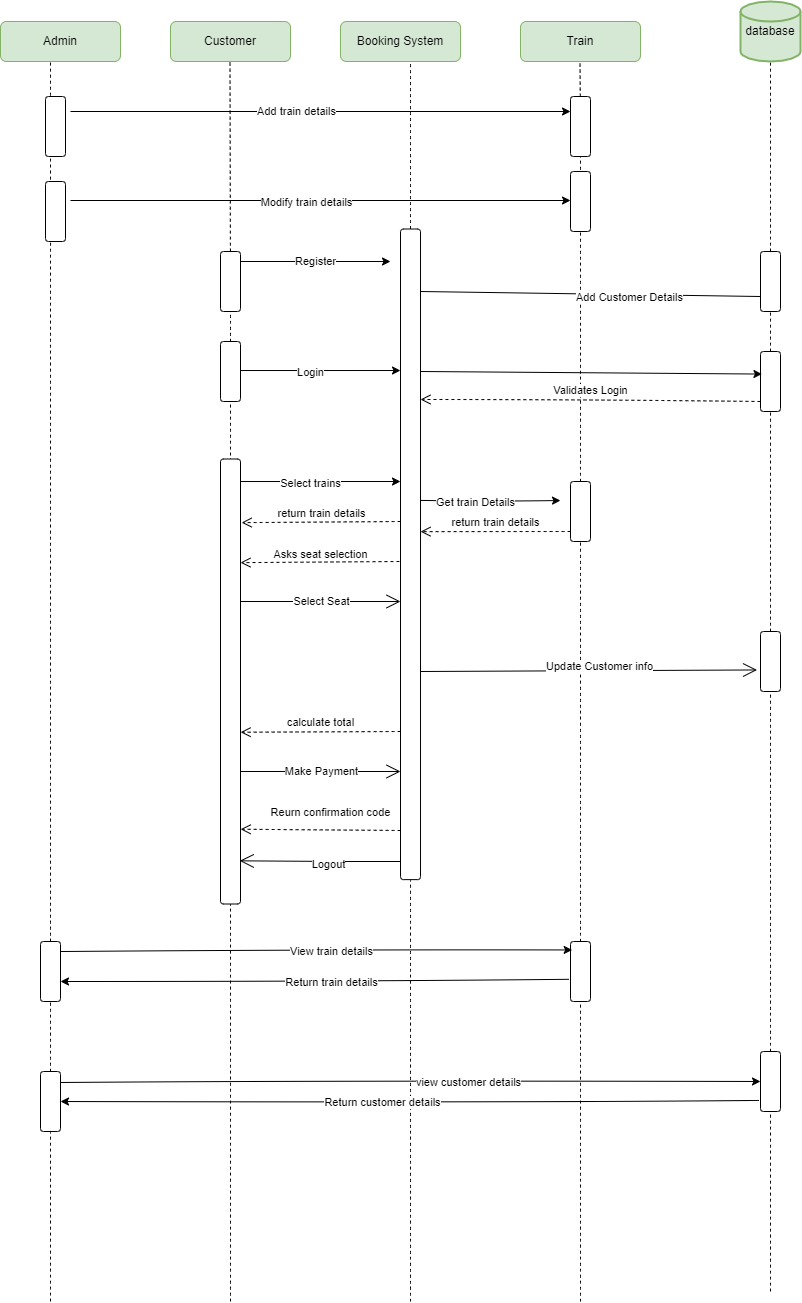 Admin
Customer
Booking System
Train
database
Add train details
Modify train details
Register
Add Customer Details
Login
Validates Login
Select trains
Get train Details
return train details
return train details
Asks seat selection
Select Seat
Update Customer info
calculate total
Make Payment
Reurn confirmation code
Logout
View train details
Return train details
view customer details
Return customer details